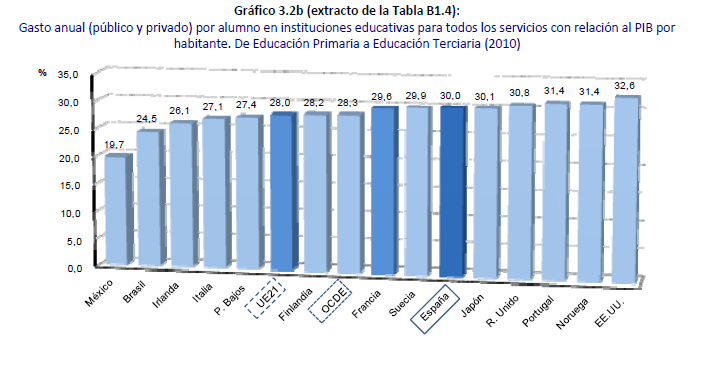 Gráfico 3.2b (extracto de la Tabla B1.4):
Gasto anual (público y privado) por alumno en instituciones educativas para todos los servicios con relación al PIB por
habitante. De Educación Primaria a Educación Terciaria (2010)
%
35,0
30,0
25,0
20,0
15,0
10,0
5,0
0,0
19,7
24,5
26,1
27,1
27,4
28,0
28,2
28,3
29,6
29,9
30,0
30,1
30,8
31,4
31,4
32,6
México
Brasil
Irlanda
Italia
P. Bajos
UE21
Finlandia
OCDE
Francia
Suecia
España
Japón
R. Unido
Portugal
Noruega
EE.UU.